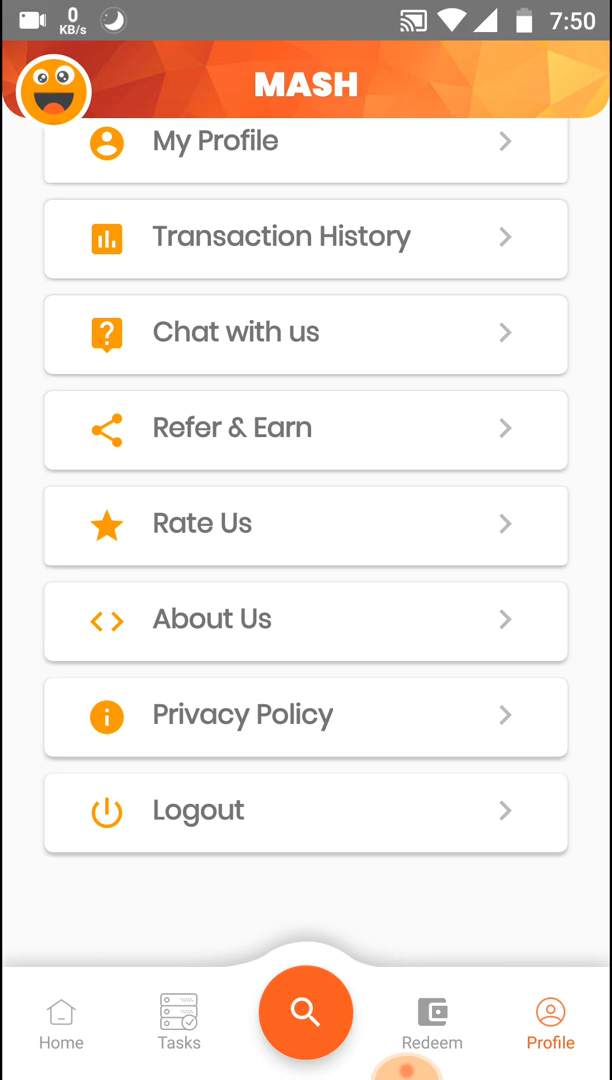 0
KB/s
7:50
MASH
My Profile
Transaction History
Chat with us
Refer & Earn
Rate Us
About Us
Privacy Policy
Logout
Home
Tasks
Redeem
Profile